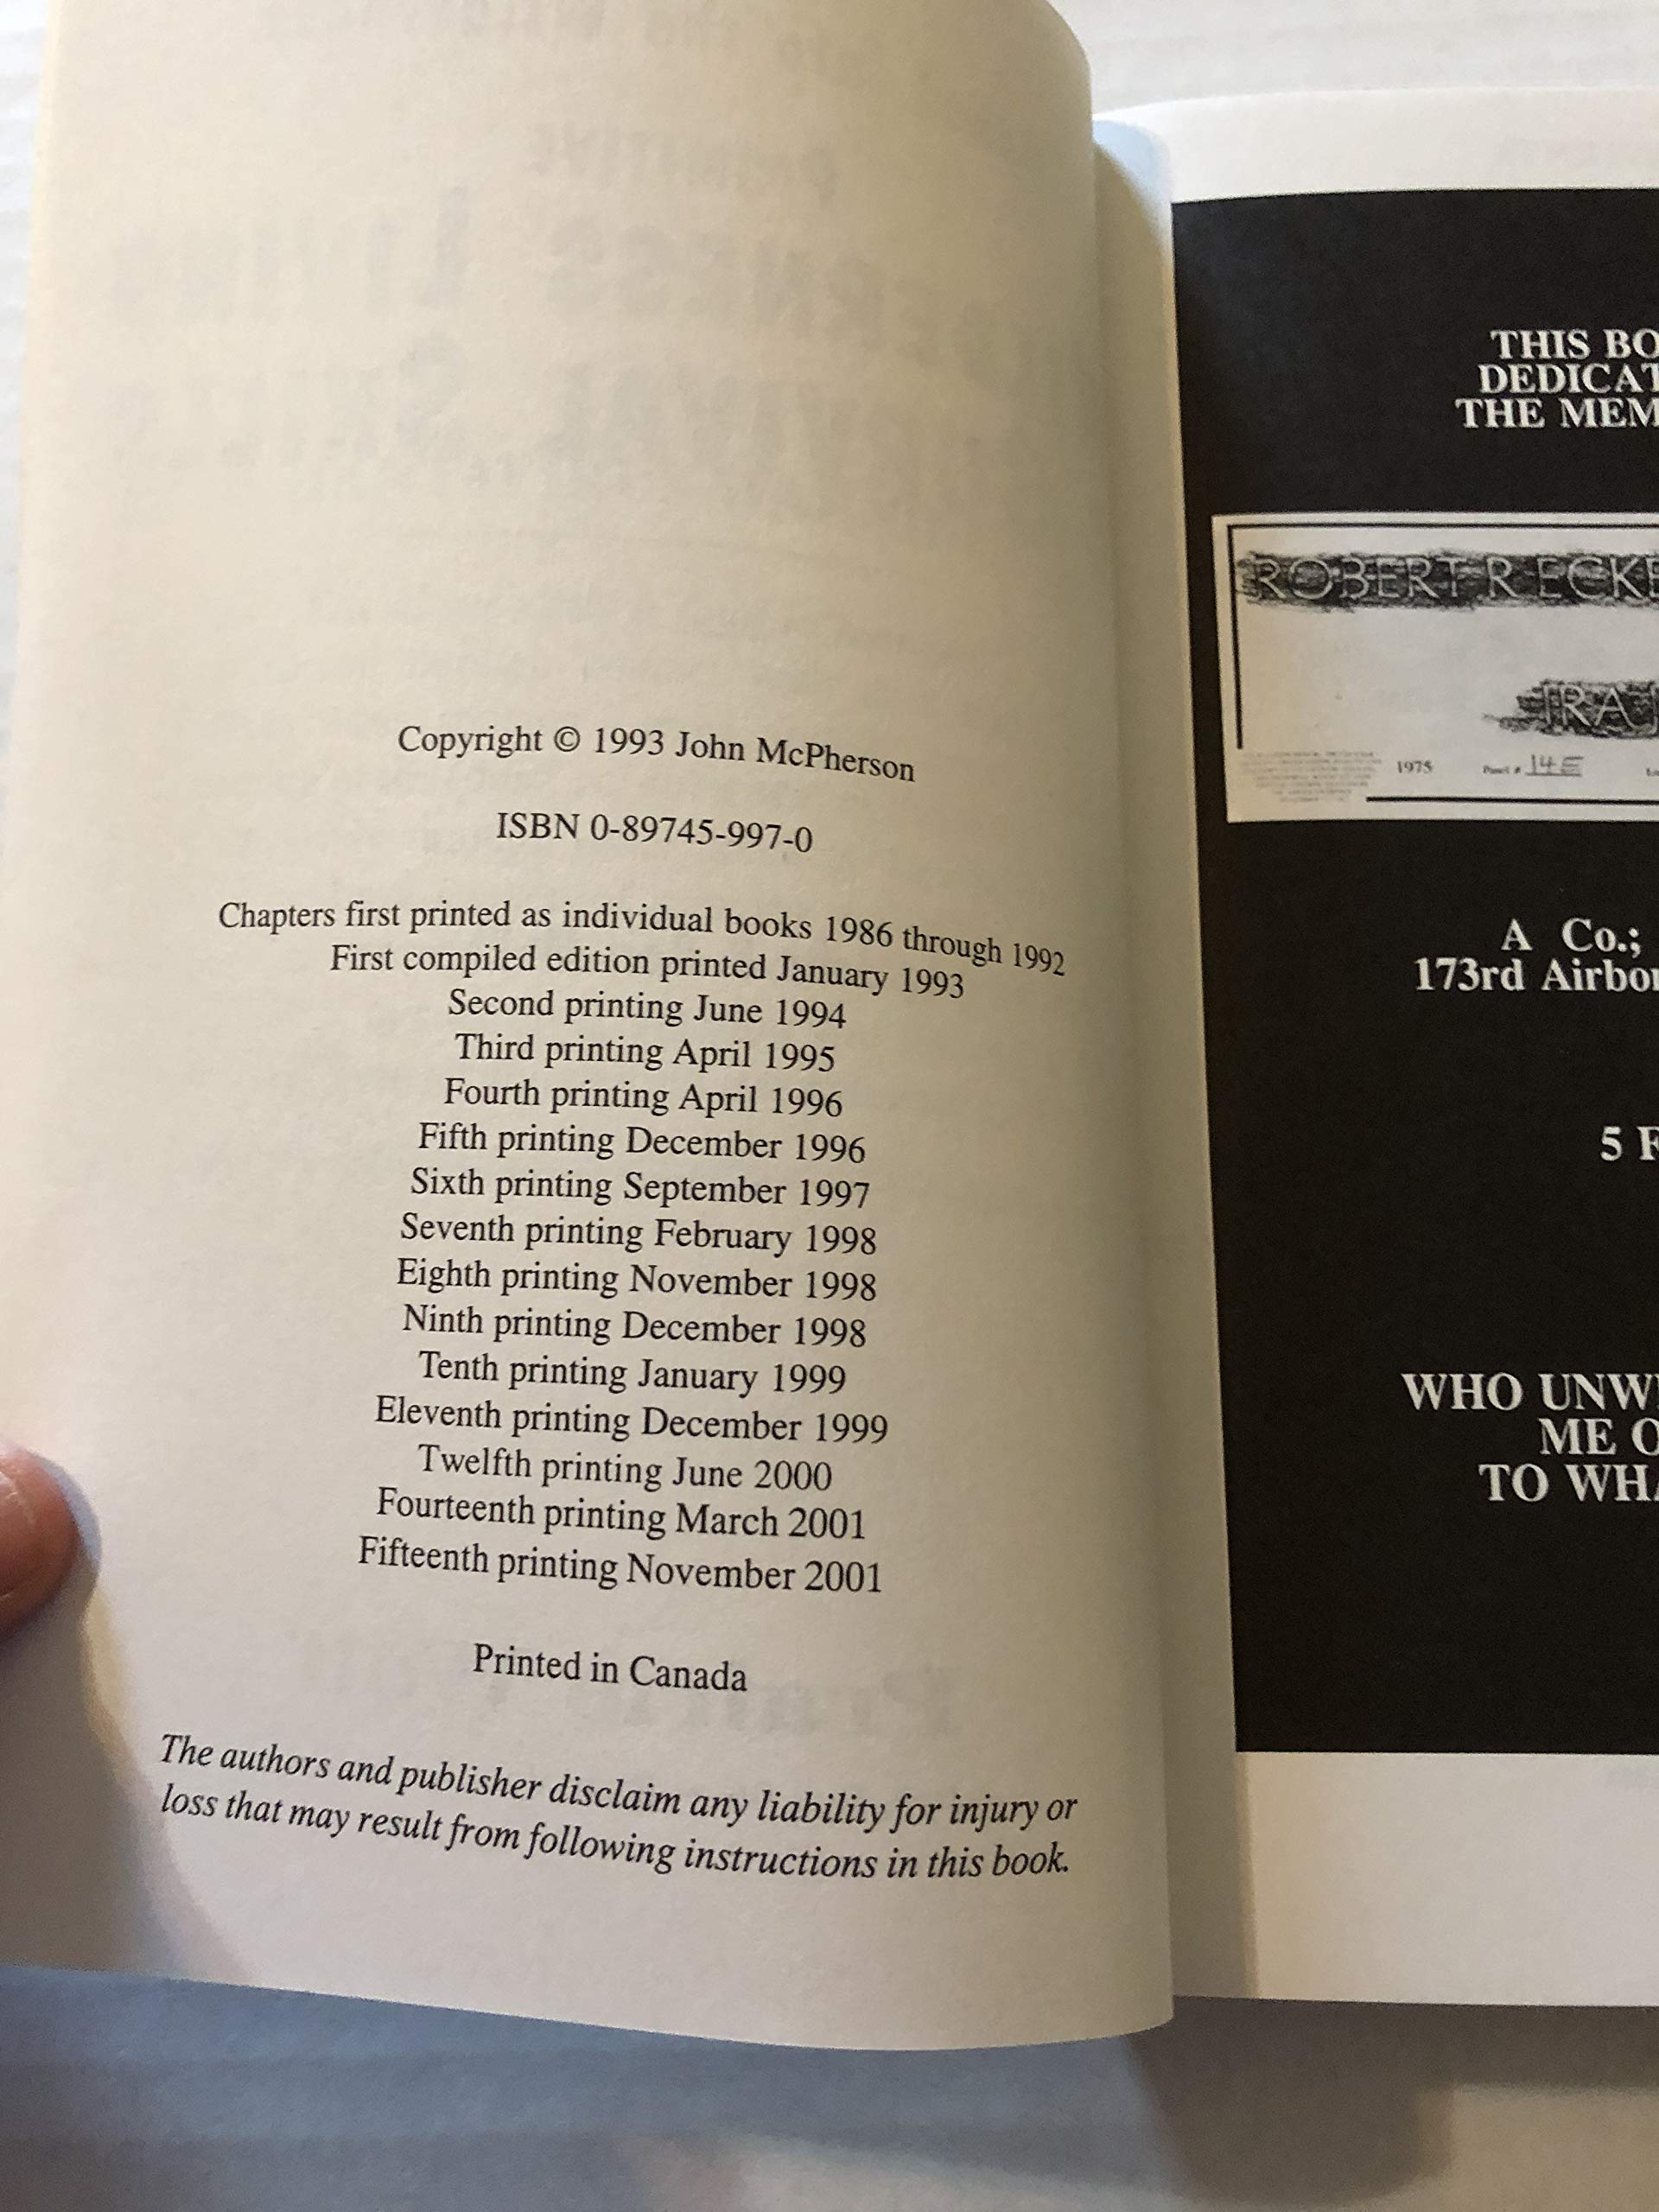 Copyright © 1993 John McPherson
ISBN 0-89745-997-0
Chapters first printed as individual books 1986 through 1992
First compiled edition printed January 1993
Second printing June 1994
Third printing April 1995
Fourth printing April 1996
Fifth printing December 1996
Sixth printing September 1997
Seventh printing February 1998
Eighth printing November 1998
Ninth printing December 1998
Tenth printing January 1999
Eleventh printing December 1999
Twelfth printing June 2000
Fourteenth printing March 2001
Fifteenth printing November 2001
Printed in Canada
The authors and publisher disclaim any liability for injury or
loss that may result from following instructions in this book.
THIS BO
DEDICAT
THE MEM
ROBERT R ECKE
IRA
1975 Panel # 14E
A Co.;
173rd Airbor
5 F
WHO UNW
ME O
TO WHA